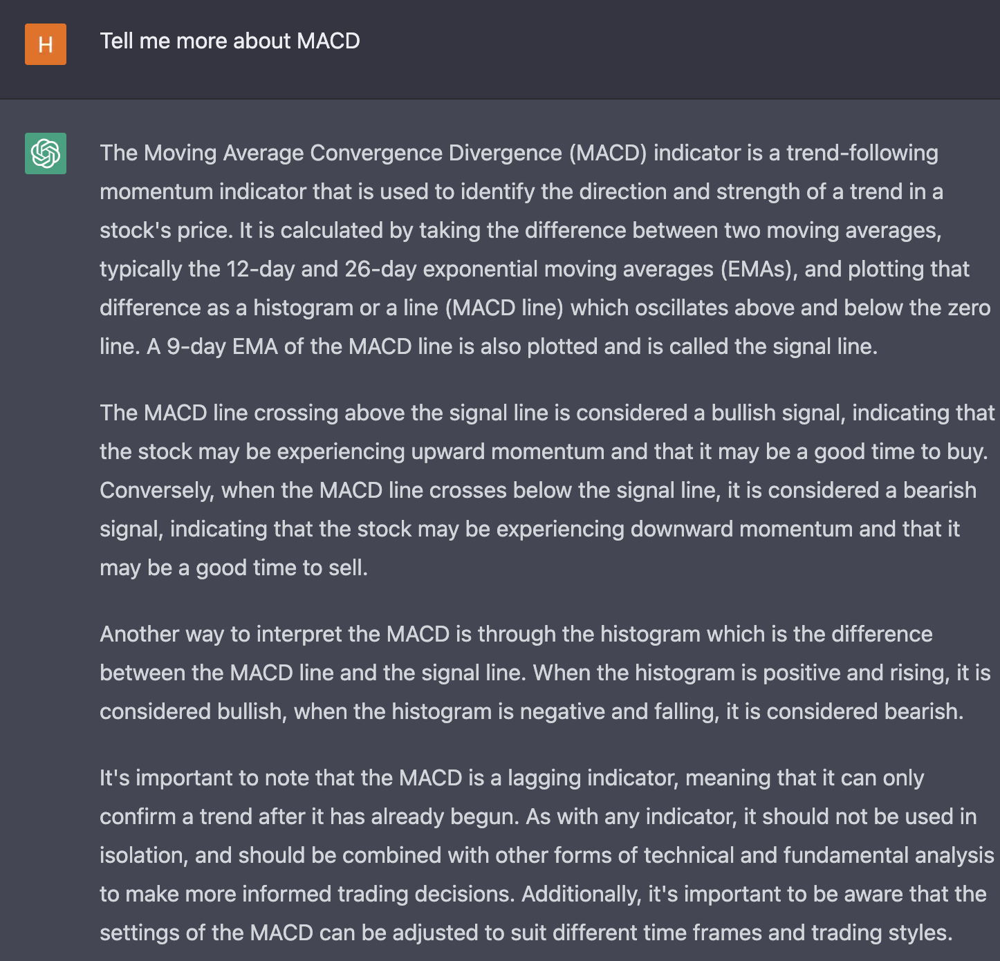 H
Tell me more about MACD
The Moving Average Convergence Divergence (MACD) indicator is a trend-following
momentum indicator that is used to identify the direction and strength of a trend in a
stock's price. It is calculated by taking the difference between two moving averages,
typically the 12-day and 26-day exponential moving averages (EMAs), and plotting that
difference as a histogram or a line (MACD line) which oscillates above and below the zero
line. A 9-day EMA of the MACD line is also plotted and is called the signal line.
The MACD line crossing above the signal line is considered a bullish signal, indicating that
the stock may be experiencing upward momentum and that it may be a good time to buy.
Conversely, when the MACD line crosses below the signal line, it is considered a bearish
signal, indicating that the stock may be experiencing downward momentum and that it
may be a good time to sell.
Another way to interpret the MACD is through the histogram which is the difference
between the MACD line and the signal line. When the histogram is positive and rising, it is
considered bullish, when the histogram is negative and falling, it is considered bearish.
It's important to note that the MACD is a lagging indicator, meaning that it can only
confirm a trend after it has already begun. As with any indicator, it should not be used in
isolation, and should be combined with other forms of technical and fundamental analysis
to make more informed trading decisions. Additionally, it's important to be aware that the
settings of the MACD can be adjusted to suit different time frames and trading styles.